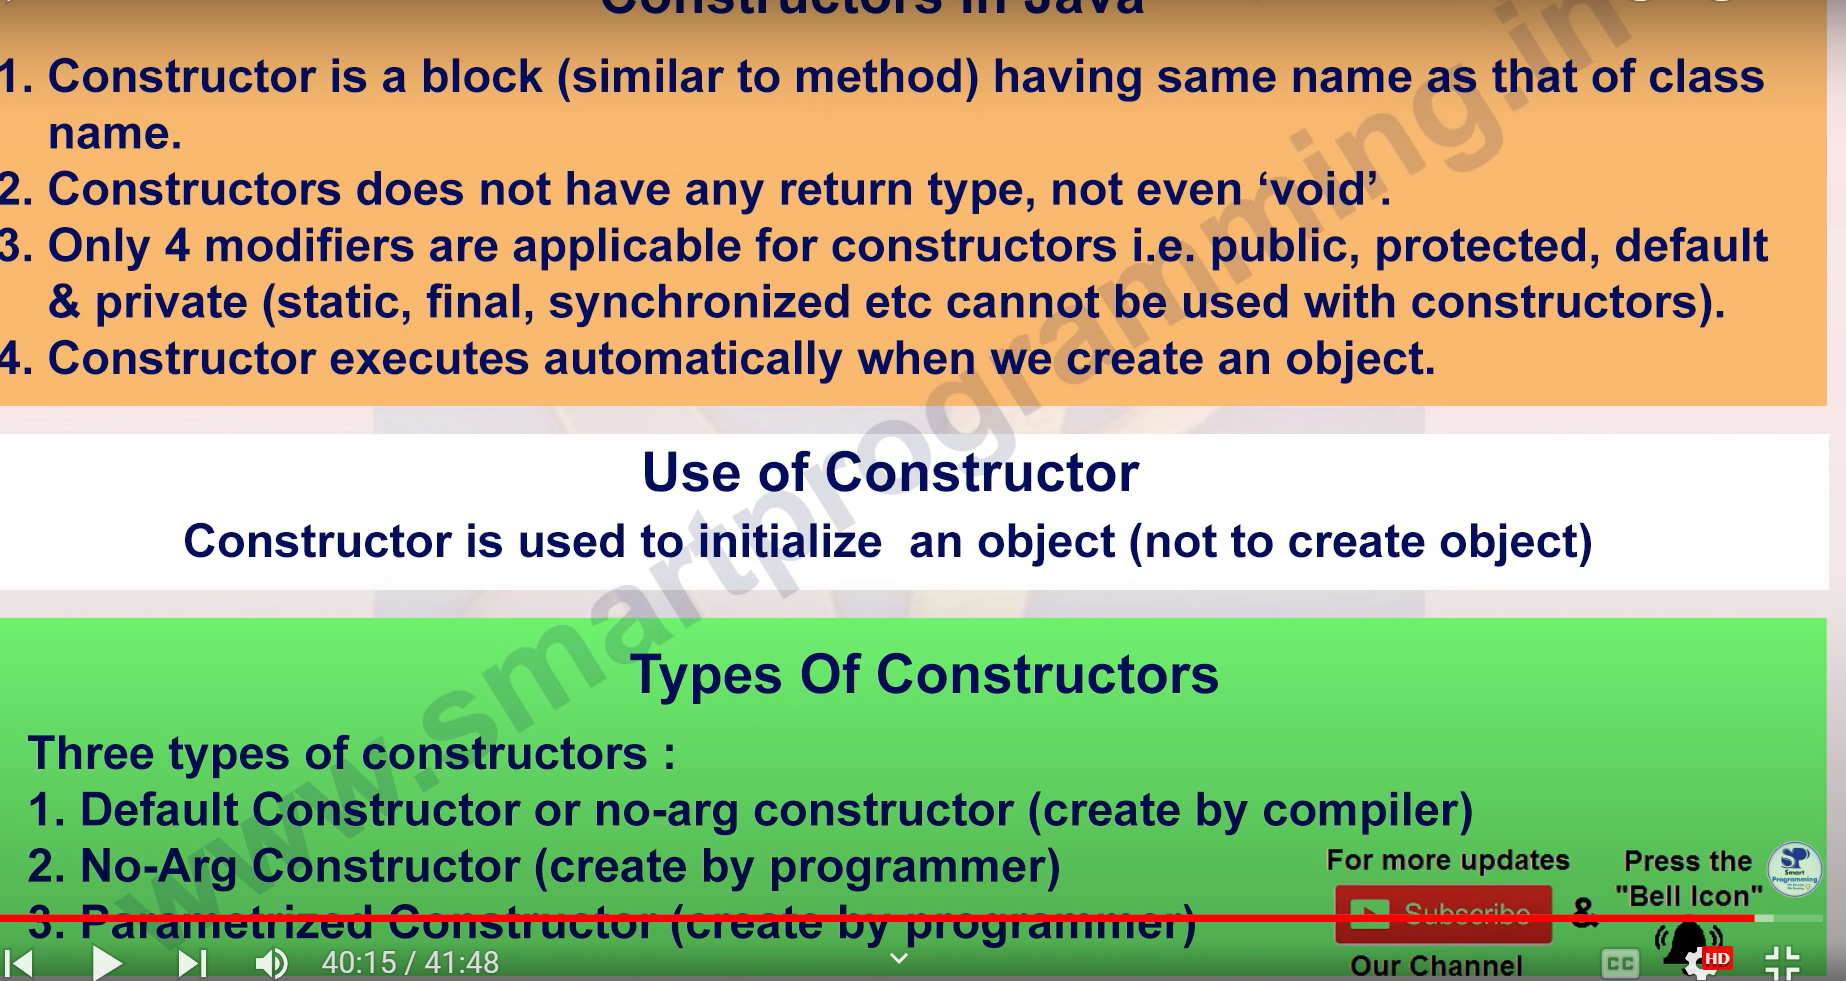 Constructors in Java
1. Constructor is a block (similar to method) having same name as that of class
name.
2. Constructors does not have any return type, not even ‘void’.
3. Only 4 modifiers are applicable for constructors i.e. public, protected, default
& private (static, final, synchronized etc cannot be used with constructors).
4. Constructor executes automatically when we create an object.
Use of Constructor
Constructor is used to initialize an object (not to create object)
Types Of Constructors
Three types of constructors :
1. Default Constructor or no-arg constructor (create by compiler)
2. No-Arg Constructor (create by programmer)
3. Parametrized Constructor (create by programmer)
www.smartprogramming.in
For more updates
Subscribe
Our Channel
&
Press the
"Bell Icon"
SP
Smart
Programming
40:15 / 41:48
CC
HD